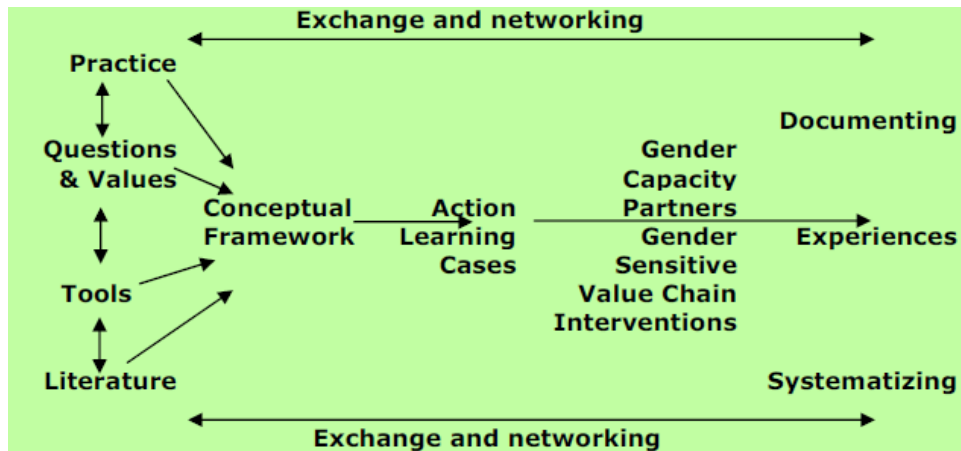 Exchange and networking
Practice
Documenting
Questions
& Values
Gender
Capacity
Partners
Gender
Sensitive
Value Chain
Interventions
Conceptual
Framework
Action
Learning
Cases
Experiences
Tools
Literature
Systematizing
Exchange and networking